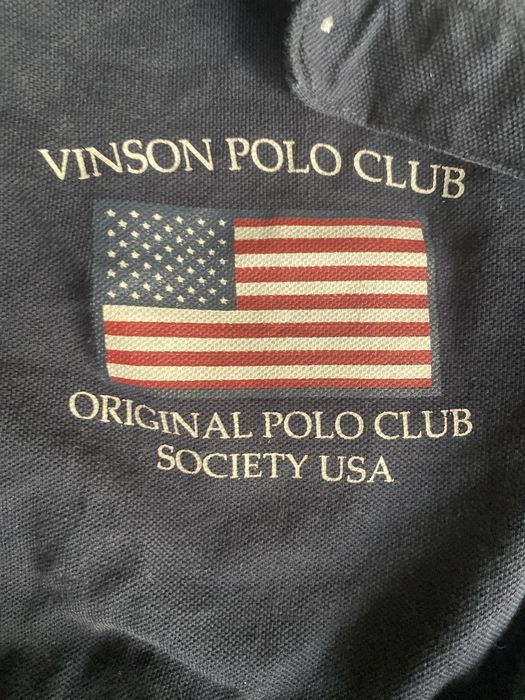 VINSON POLO CLUB
ORIGINAL POLO CLUB
SOCIETY USA